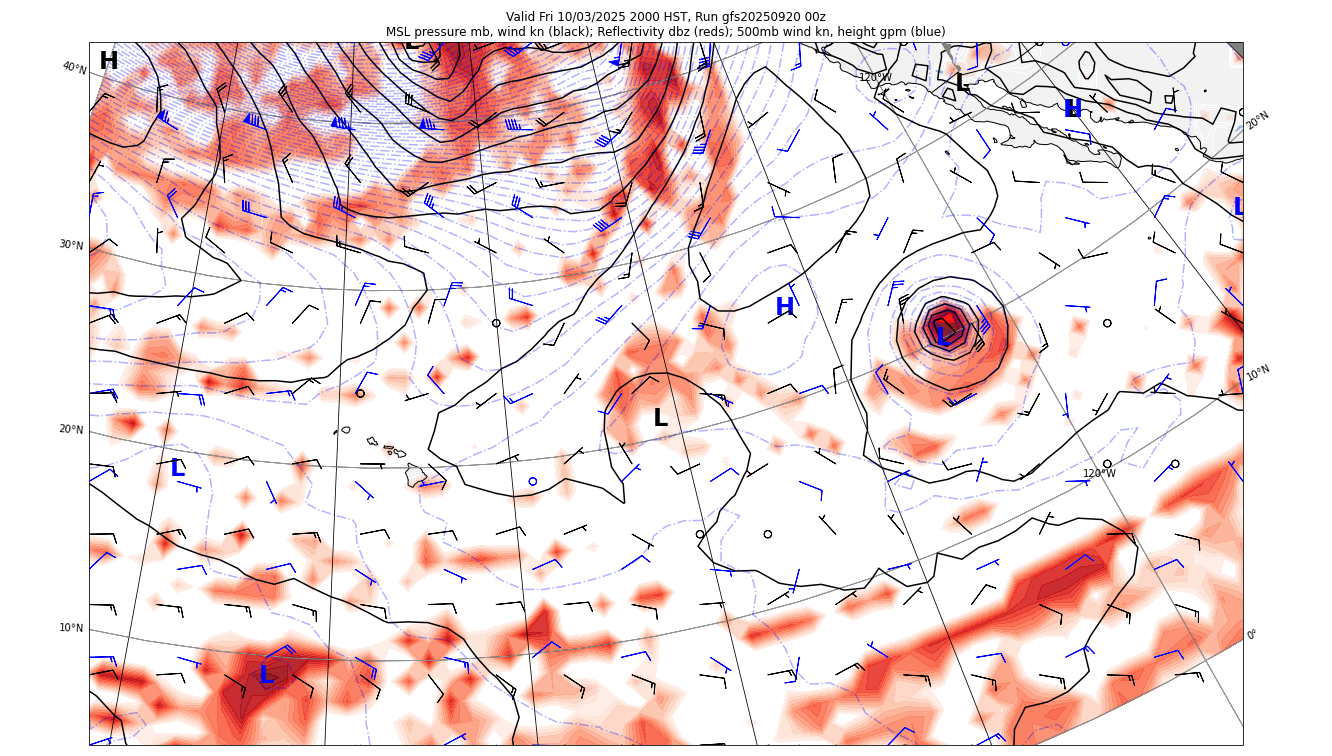 Valid Fri 10/03/2025 2000 HST, Run gfs20250920 00z
MSL pressure mb, wind kn (black); Reflectivity dbz (reds); 500mb wind kn, height gpm (blue)
L
H
40°N
120°W
L
H
20°N
L
30°N
H
L
10°N
L
20°N
L
120°W
10°N
0°
L